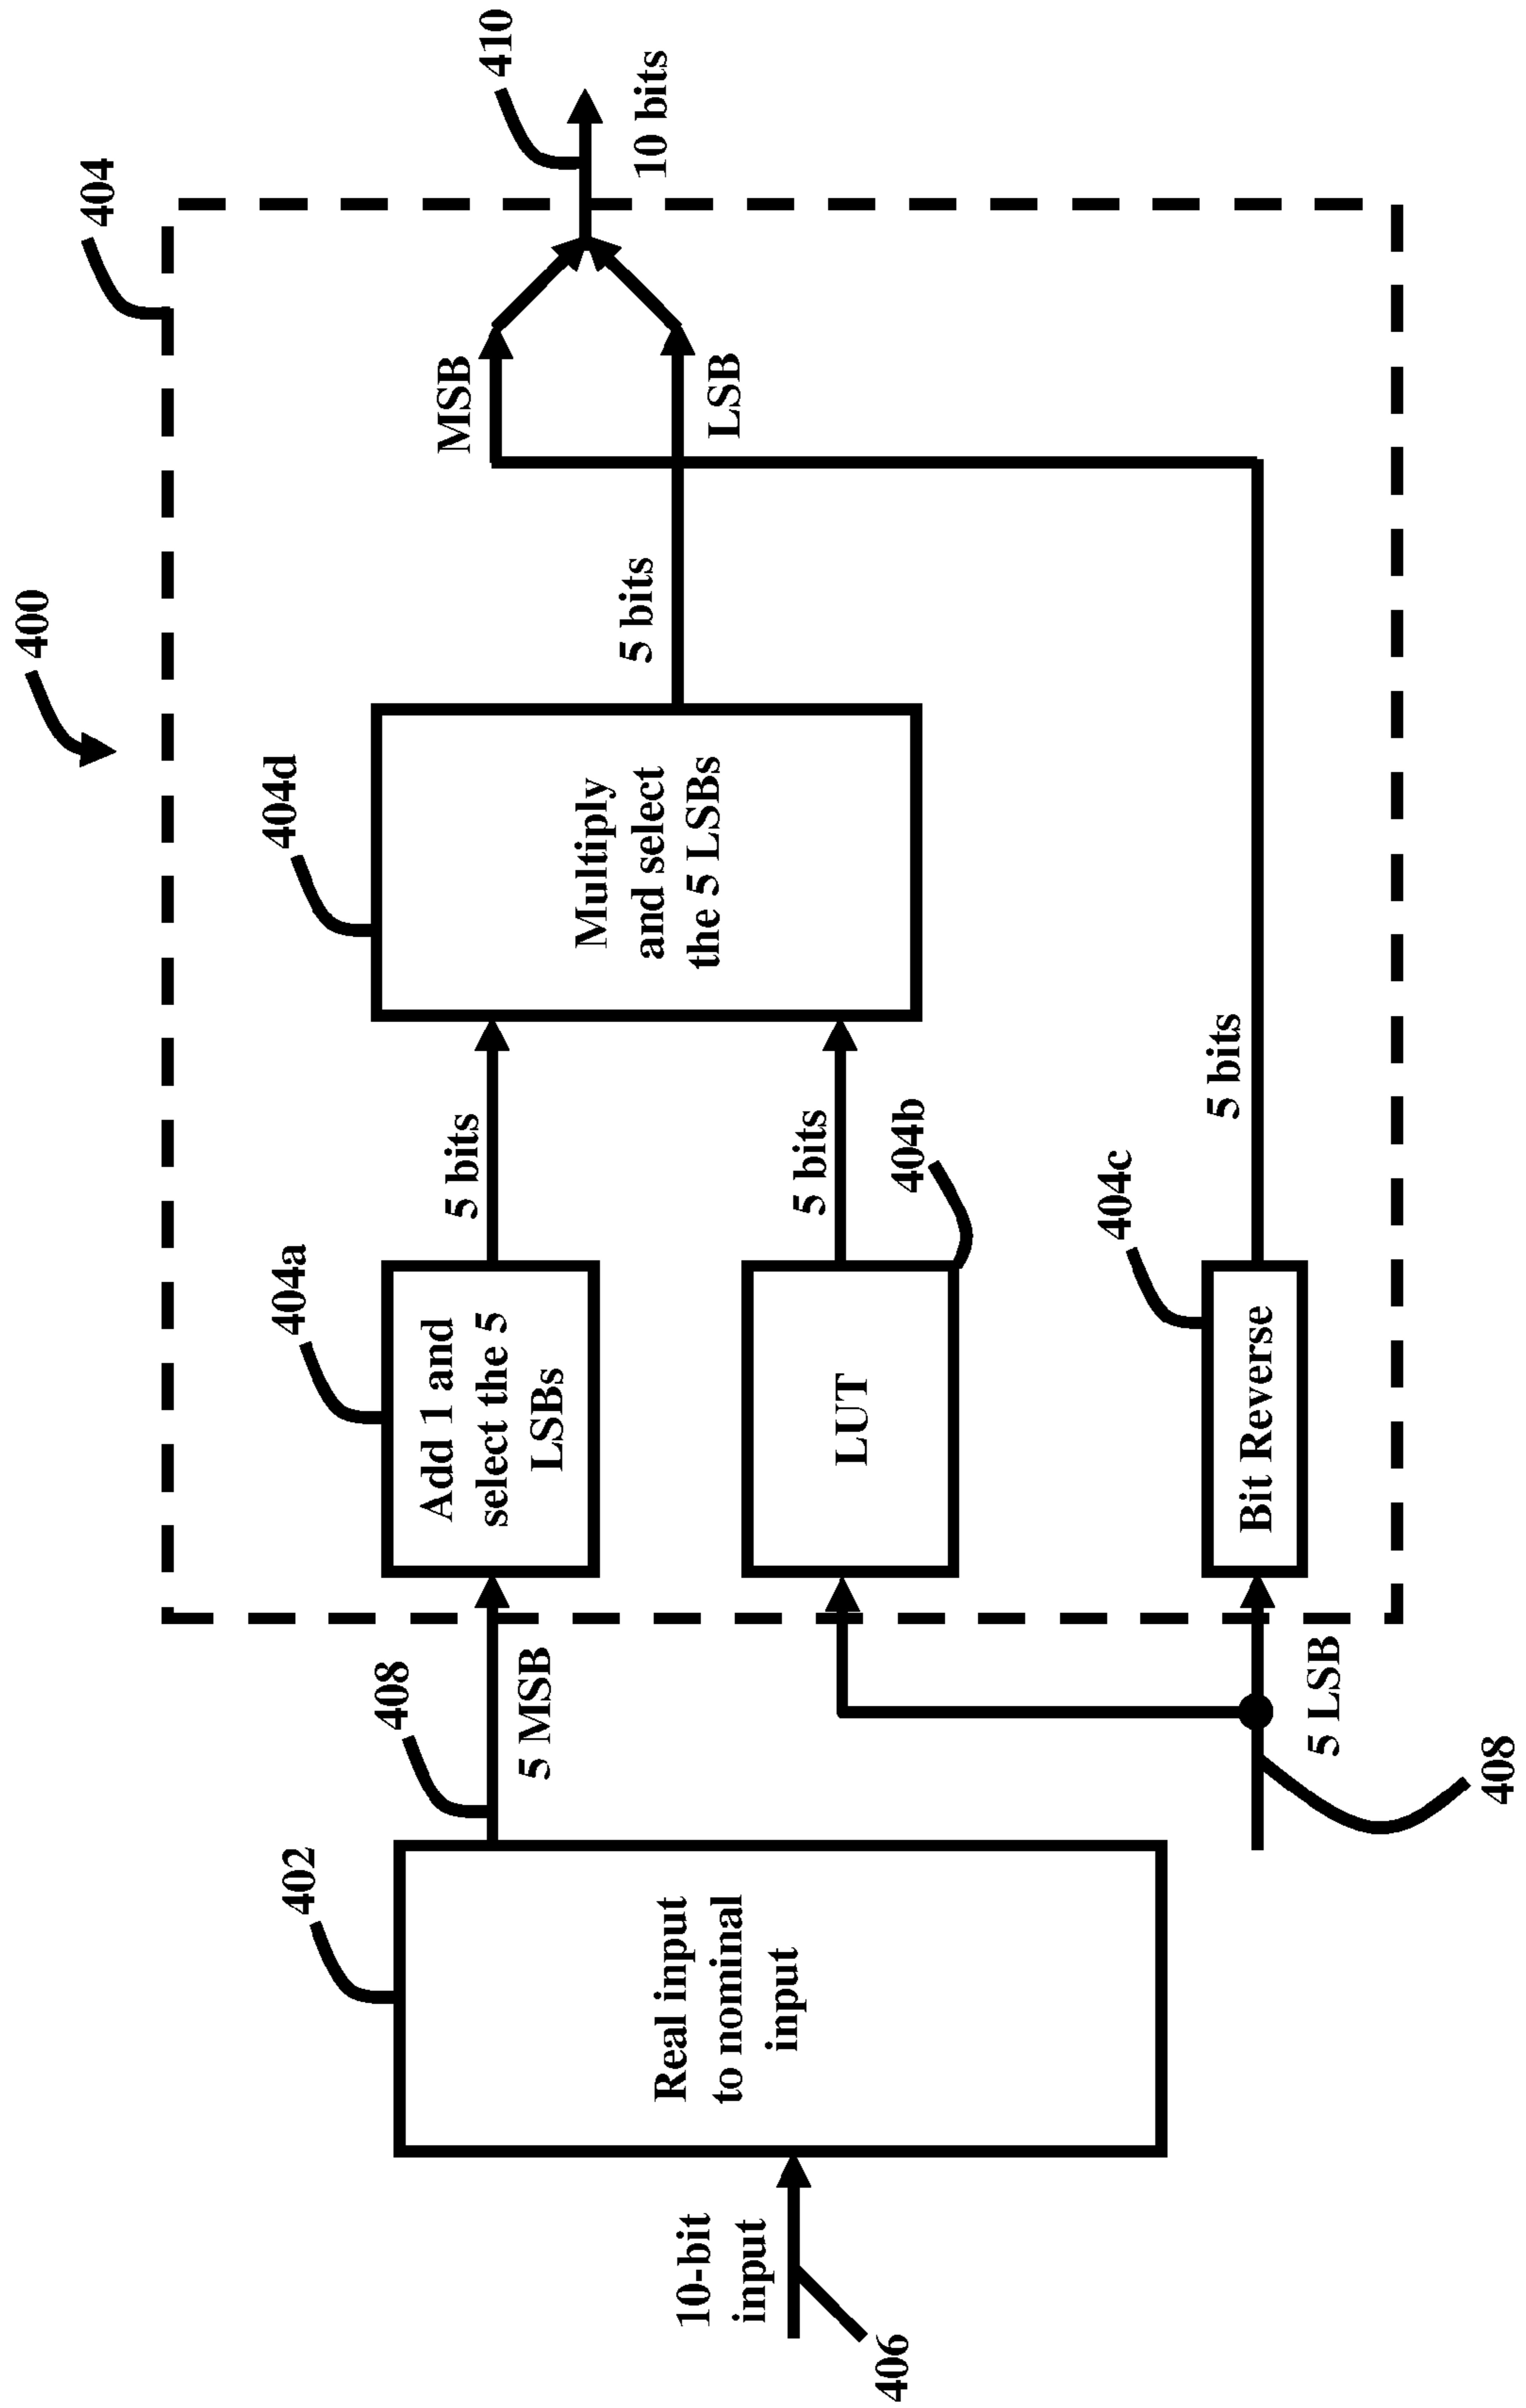 400
404
402
408
5 MSB
404a
Add 1 and
select the 5
LSBs
5 bits
404d
Multiply
and select
the 5 LSBs
5 bits
MSB
LSB
410
10 bits
10-bit
input
406
Real input
to nominal
input
LUT
5 bits
404b
404c
Bit Reverse
5 bits
5 LSB
408